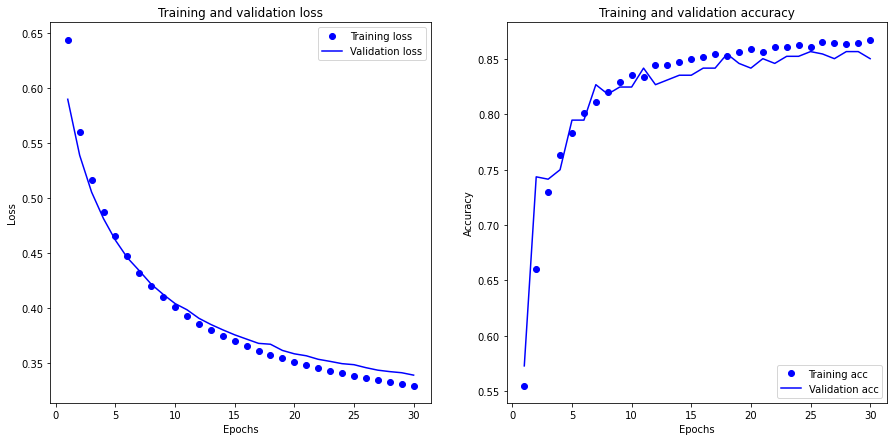 Training and validation loss
Training loss
Validation loss
0.65
0.60
0.55
0.50
0.45
0.40
0.35
Loss
0
5
10
15
20
25
30
Epochs
Training and validation accuracy
0.85
0.80
0.75
0.70
0.65
0.60
0.55
Accuracy
Training acc
Validation acc
0
5
10
15
20
25
30
Epochs